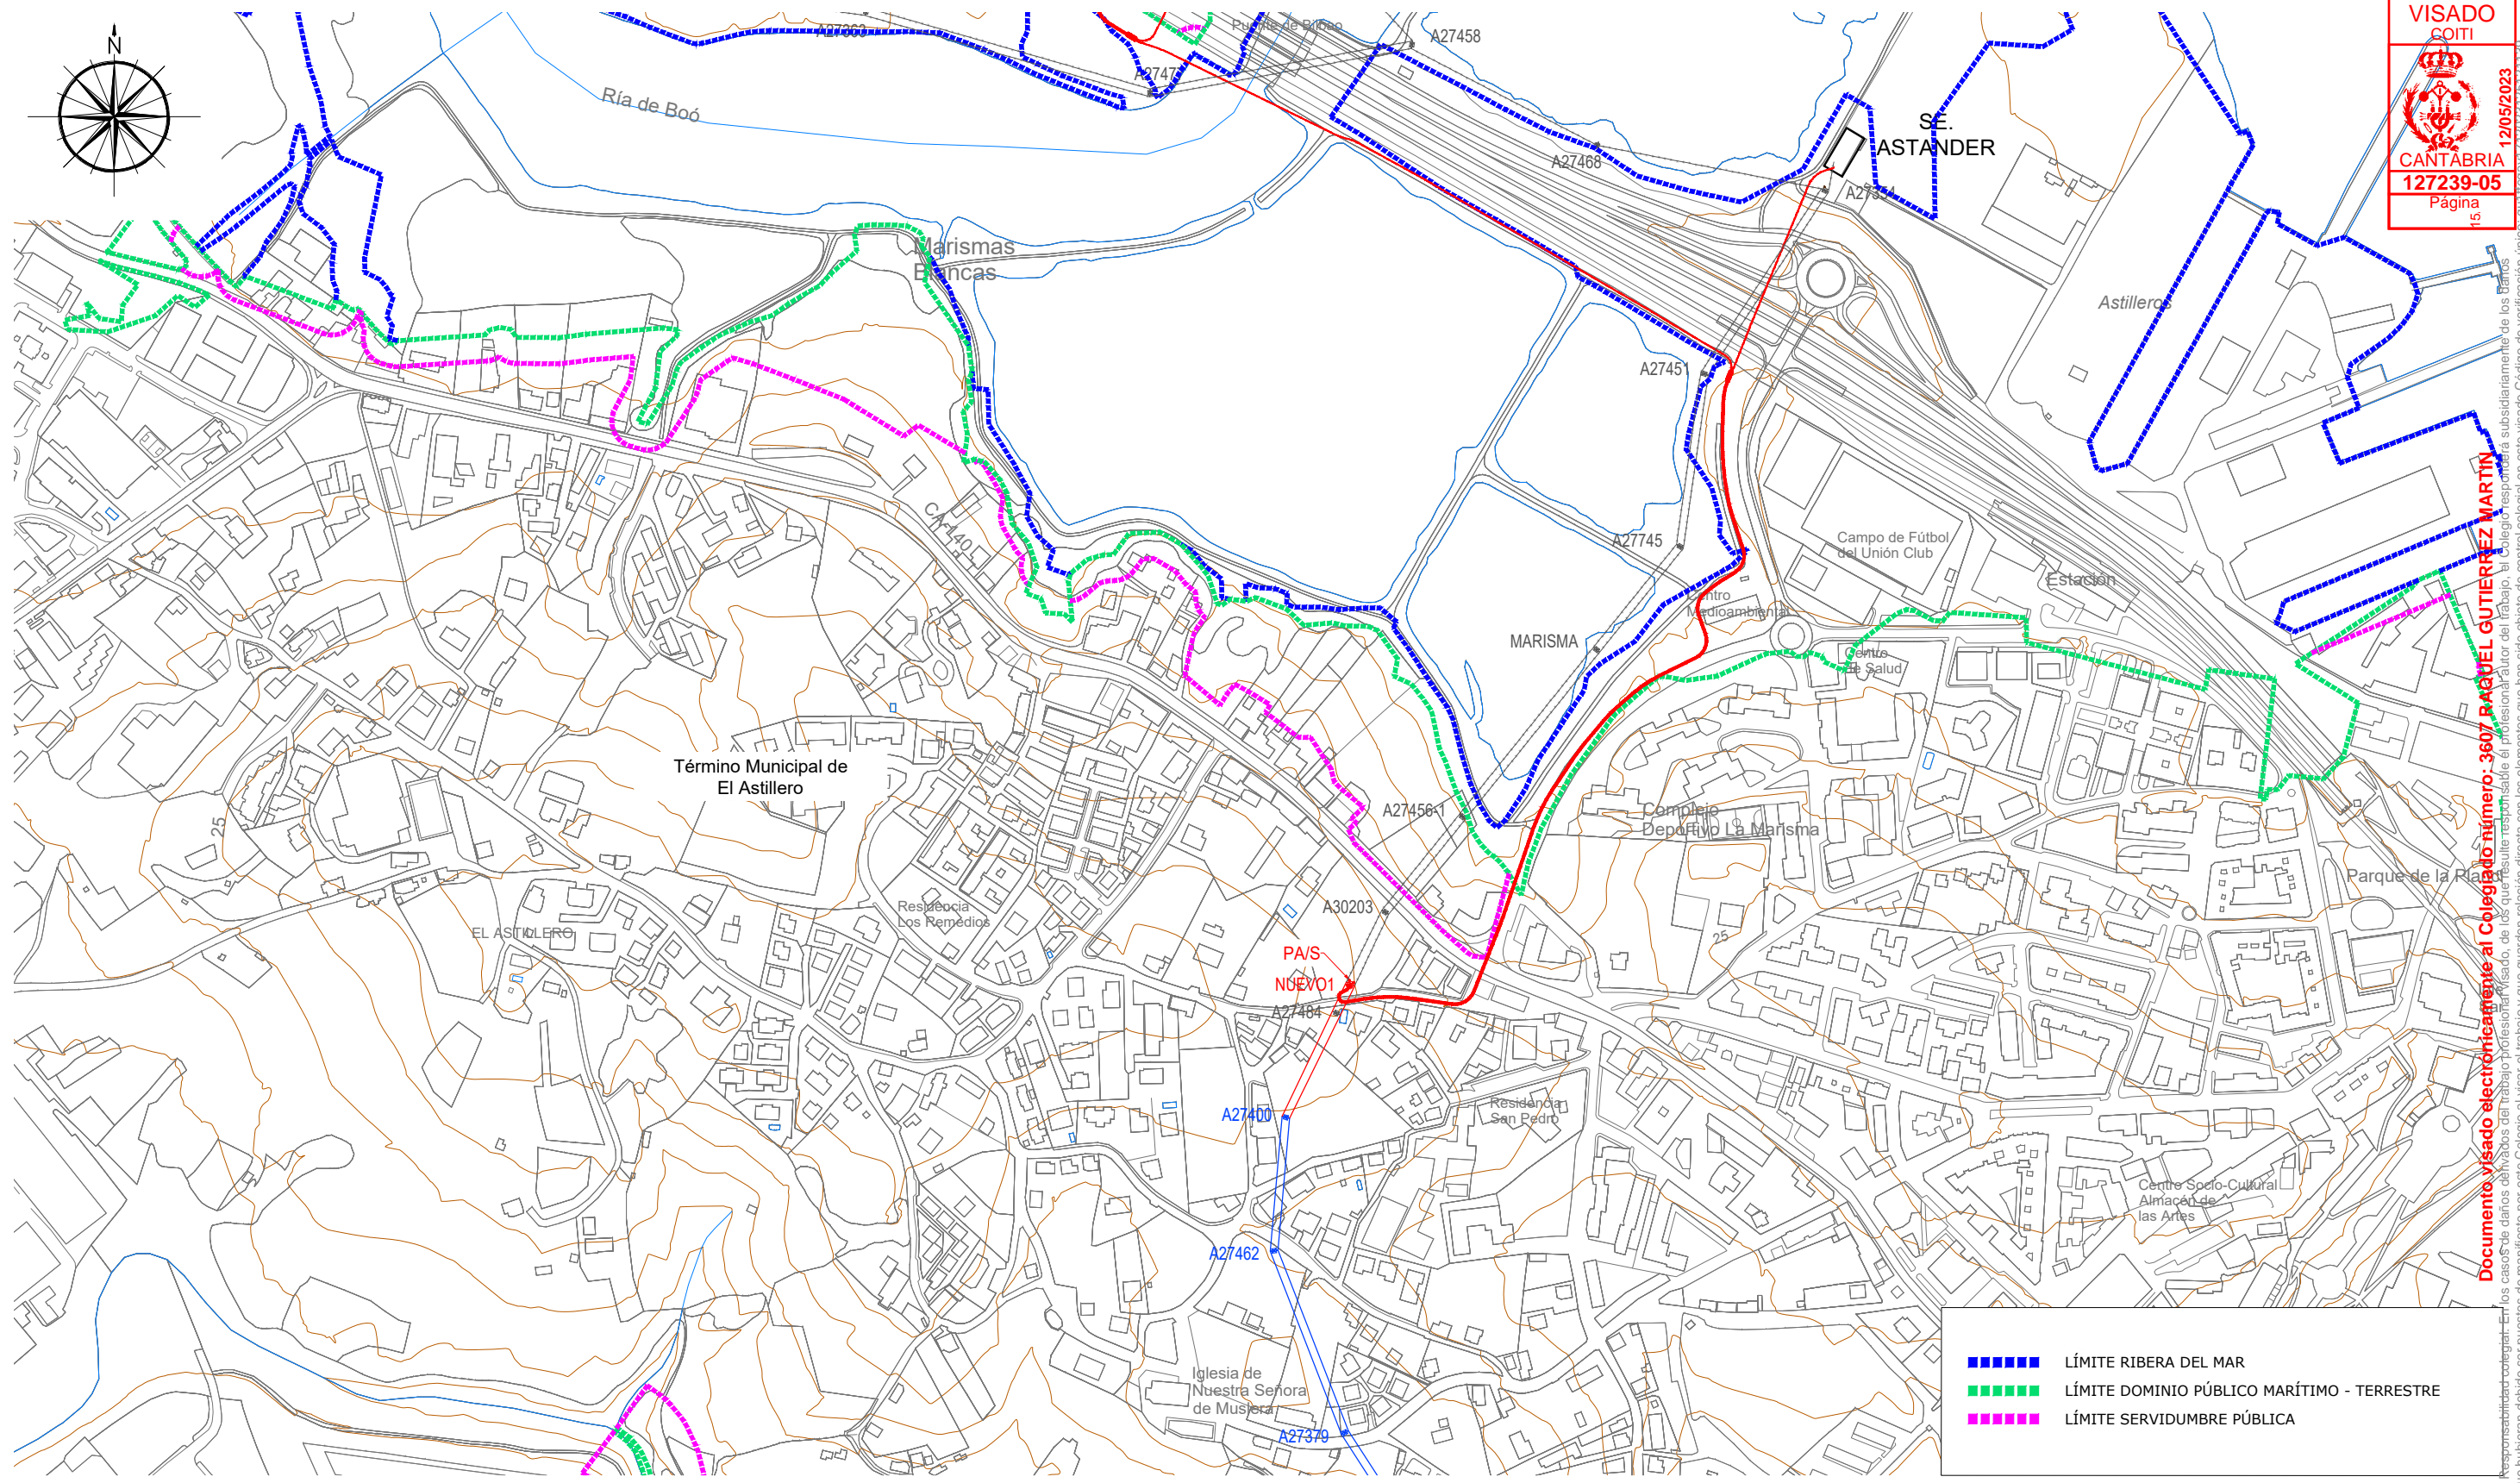 N
A27363
Puente de Bilbao
A27458
Ría de Boó
A27468
SE.
ASTANDER
A27354
VISADO
COITI
CANTABRIA
127239-05
Página
15.
12/05/2023
Marismas
Blancas
Astilleros
A27451
CA-140
A27745
Campo de Fútbol
del Unión Club
Estación
Centro
Medioambiental
MARISMA
Centro
de Salud
Término Municipal de
El Astillero
25
A27456-1
Complejo
Deportivo La Marisma
Residencia
Los Remedios
EL ASTILLERO
A30203
25
PA/S
NUEVO1
A27484
A27400
Residencia
San Pedro
Centro Socio-Cultural
Almacén de
las Artes
A27462
Iglesia de
Nuestra Señora
de Muslera
A27379
LÍMITE RIBERA DEL MAR
LÍMITE DOMINIO PÚBLICO MARÍTIMO - TERRESTRE
LÍMITE SERVIDUMBRE PÚBLICA
Parque de la
Documento visado electrónicamente al Colegiado número: 3607 RAQUEL GUTIERREZ MARTIN